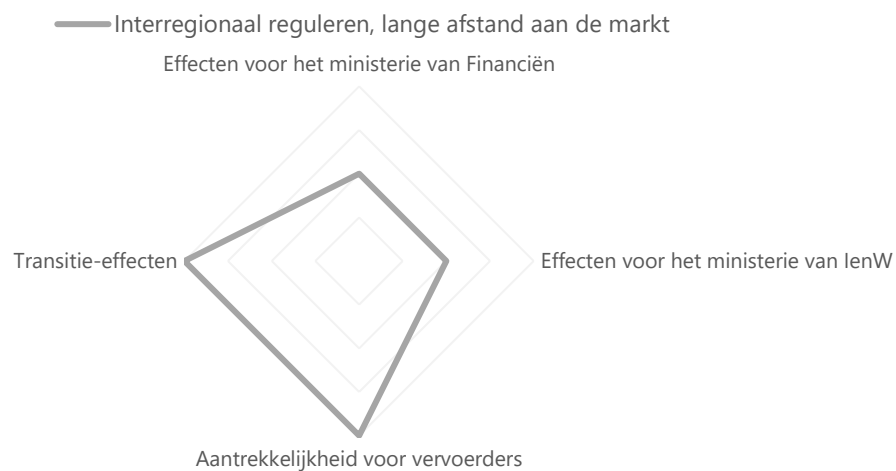 Interregionaal reguleren, lange afstand aan de markt
Effecten voor het ministerie van Financiën
Transitie-effecten
Effecten voor het ministerie van IenW
Aantrekkelijkheid voor vervoerders